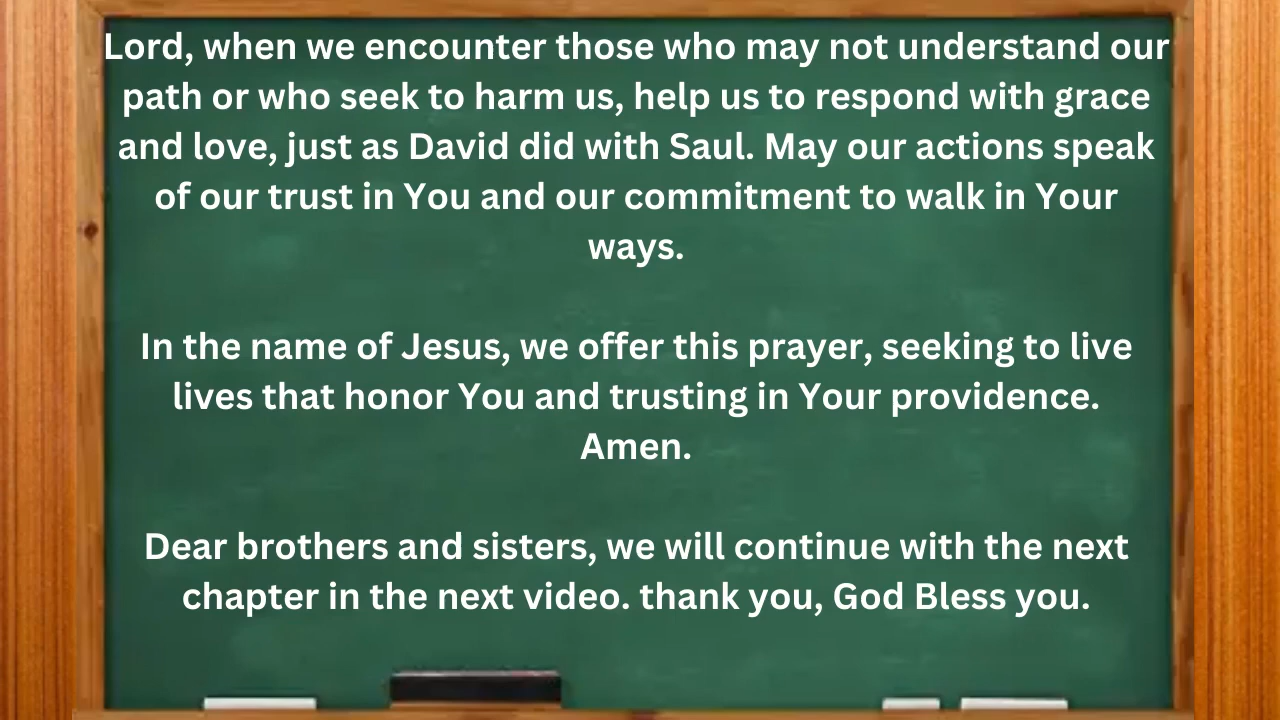 Lord, when we encounter those who may not understand our
path or who seek to harm us, help us to respond with grace
and love, just as David did with Saul. May our actions speak
of our trust in You and our commitment to walk in Your
ways.
In the name of Jesus, we offer this prayer, seeking to live
lives that honor You and trusting in Your providence.
Amen.
Dear brothers and sisters, we will continue with the next
chapter in the next video. thank you, God Bless you.